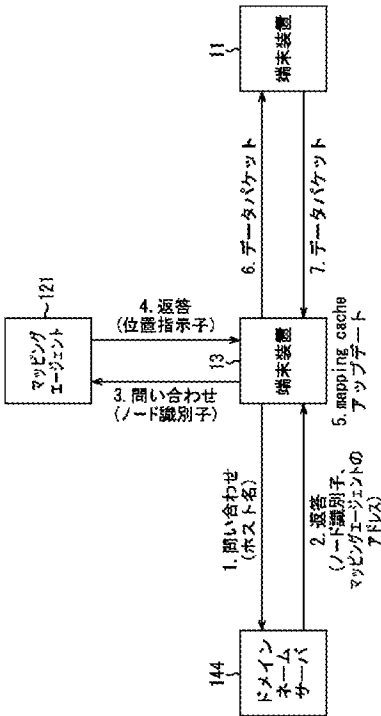 144
ドメイン
ネーム
サーバ
1. 問い合わせ
(ホスト名)
2. 返答
(ノード識別子、
マッピングエージェントの
アドレス)
マッピング
エージェント
121
3. 問い合わせ
(ノード識別子)
4. 返答
(位置指示子)
13
端末装置
5. mapping cache
アップデート
6. データパケット
7. データパケット
11
端末装置